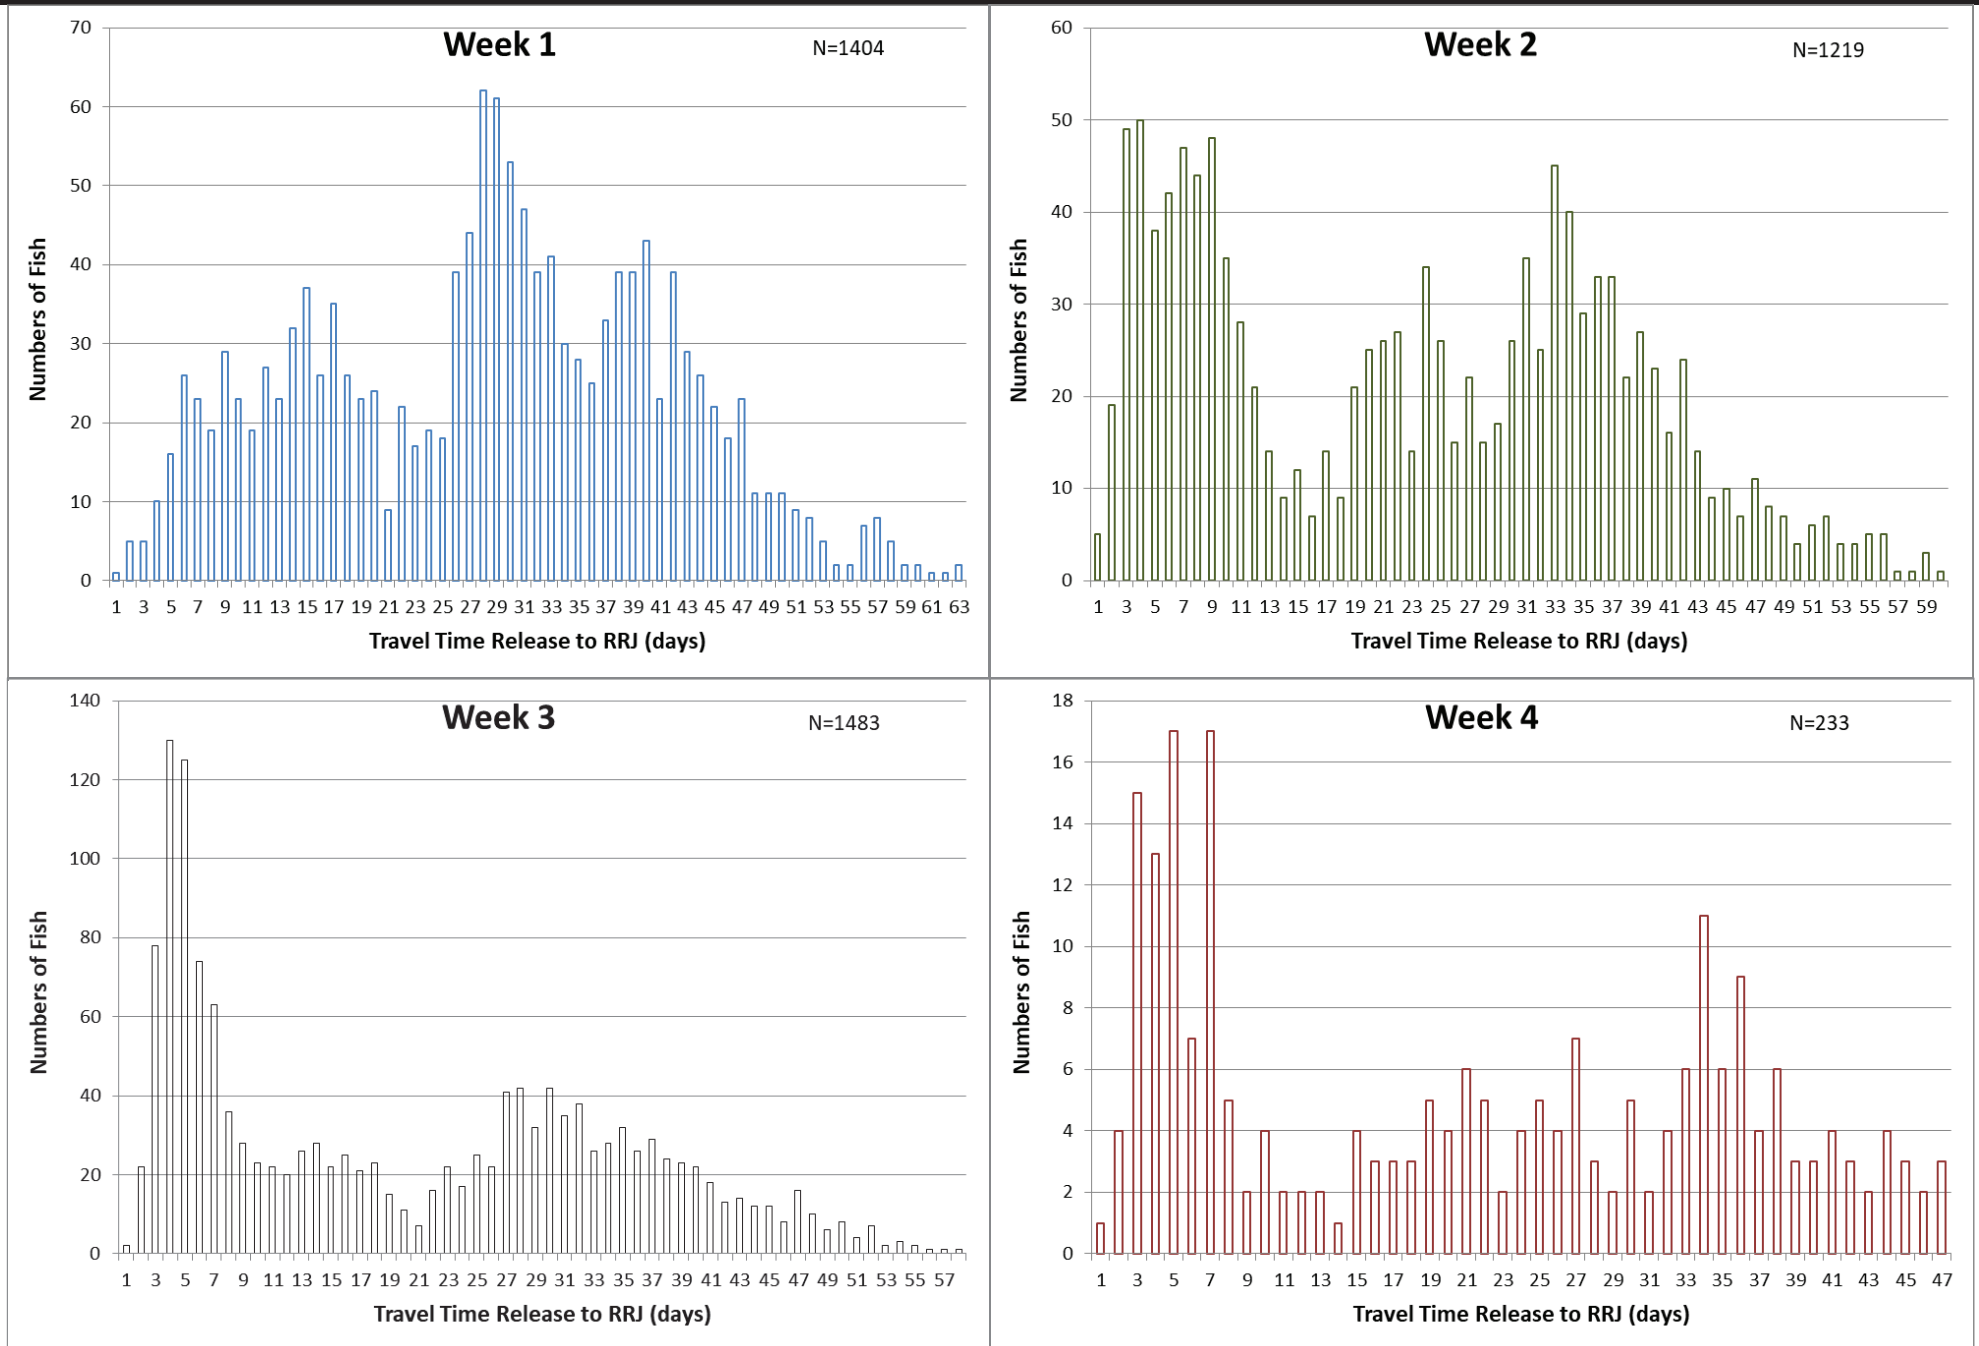 Week 1
N=1404
70
60
50
40
30
20
10
0
Numbers of Fish
1 3 5 7 9 11 13 15 17 19 21 23 25 27 29 31 33 35 37 39 41 43 45 47 49 51 53 55 57 59 61 63
Travel Time Release to RRJ (days)
Week 2
N=1219
60
50
40
30
20
10
0
Numbers of Fish
1 3 5 7 9 11 13 15 17 19 21 23 25 27 29 31 33 35 37 39 41 43 45 47 49 51 53 55 57 59
Travel Time Release to RRJ (days)
Week 3
N=1483
140
120
100
80
60
40
20
0
Numbers of Fish
1 3 5 7 9 11 13 15 17 19 21 23 25 27 29 31 33 35 37 39 41 43 45 47 49 51 53 55 57
Travel Time Release to RRJ (days)
Week 4
N=233
18
16
14
12
10
8
6
4
2
0
Numbers of Fish
1 3 5 7 9 11 13 15 17 19 21 23 25 27 29 31 33 35 37 39 41 43 45 47
Travel Time Release to RRJ (days)